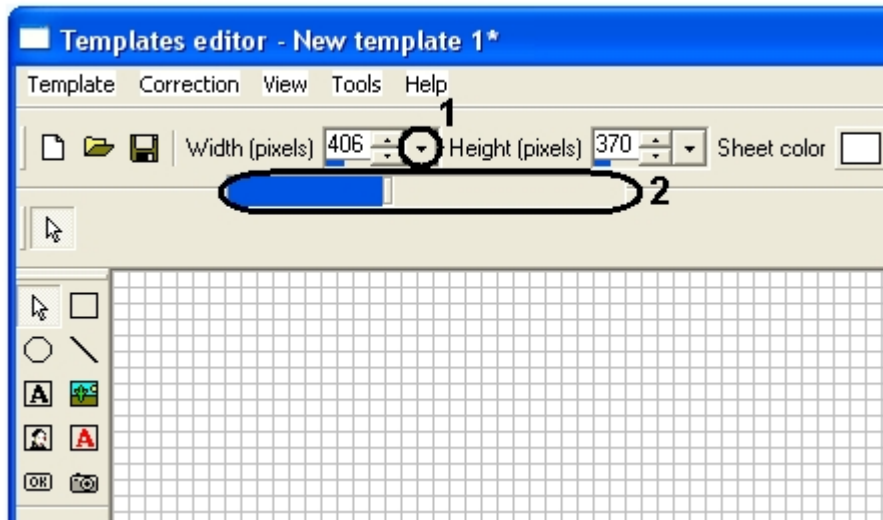 Templates editor - New template 1*
Template Correction View Tools Help
1
Width (pixels) 406 Height (pixels) 370 Sheet color
2
A
A
OK